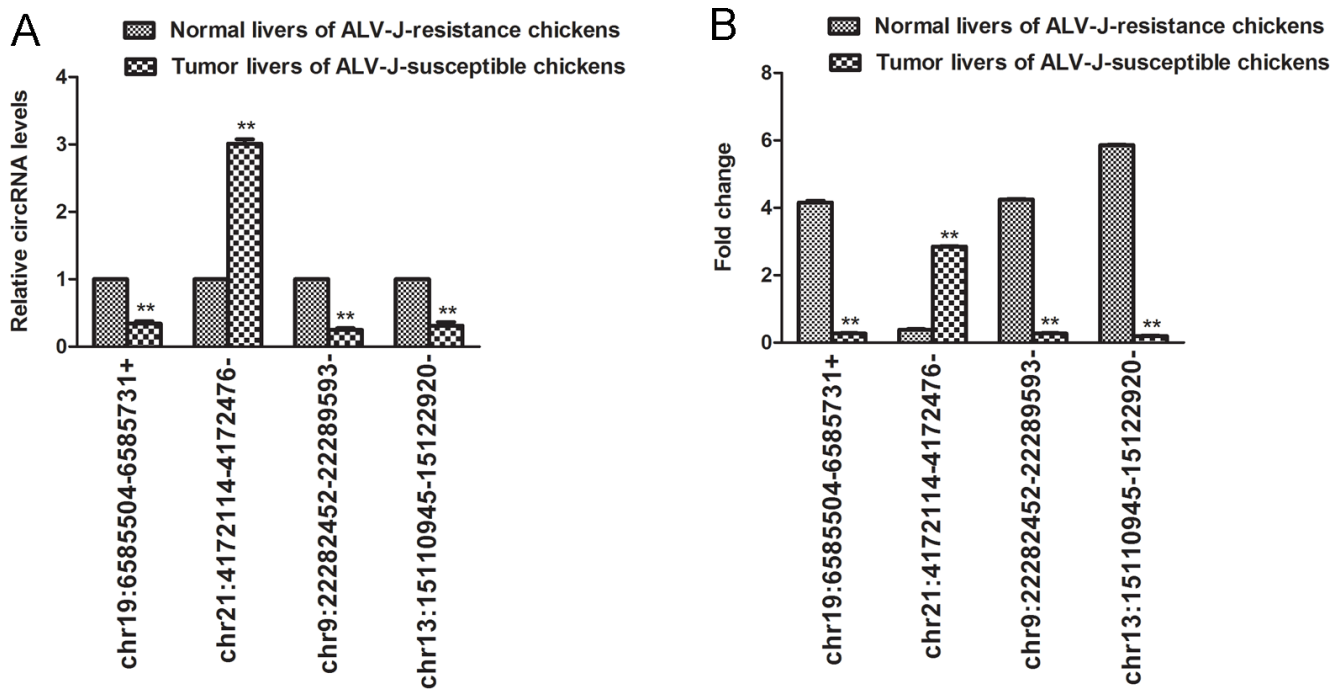 A
Normal livers of ALV-J-resistance chickens
Tumor livers of ALV-J-susceptible chickens
Relative circRNA levels
4
3
2
1
0
**
**
**
**
chr19:6585504-6585731+
chr21:4172114-4172476-
chr9:22282452-22289593-
chr13:15110945-15122920-
B
Normal livers of ALV-J-resistance chickens
Tumor livers of ALV-J-susceptible chickens
Fold change
8
6
4
2
0
**
**
**
**
chr19:6585504-6585731+
chr21:4172114-4172476-
chr9:22282452-22289593-
chr13:15110945-15122920-